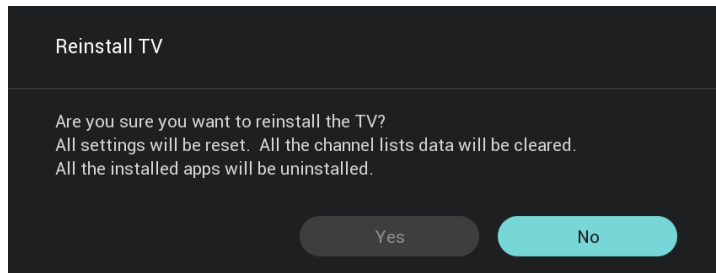 Reinstall TV
Are you sure you want to reinstall the TV?
All settings will be reset.  All the channel lists data will be cleared.
All the installed apps will be uninstalled.
Yes
No